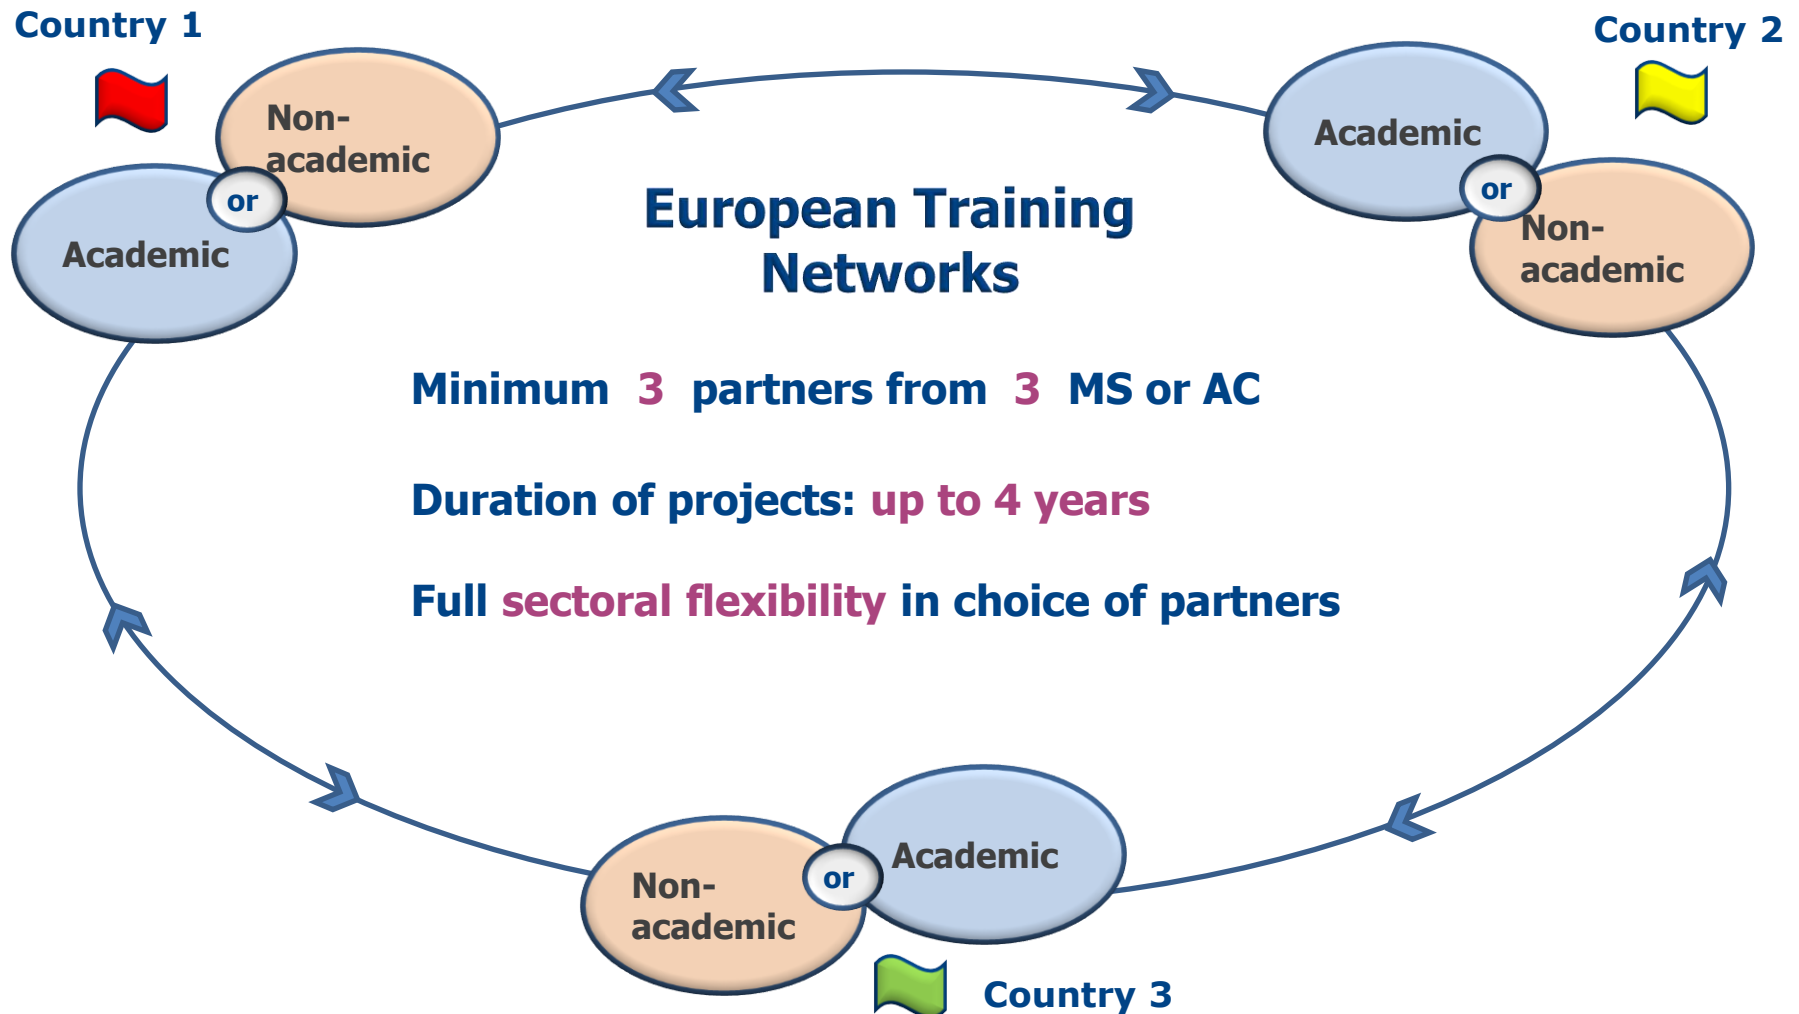 Country 1
Country 2
Non-
academic
or
Academic
Academic
or
Non-
academic
European Training
Networks
Minimum 3 partners from 3 MS or AC
Duration of projects: up to 4 years
Full sectoral flexibility in choice of partners
Academic
or
Non-
academic
Country 3